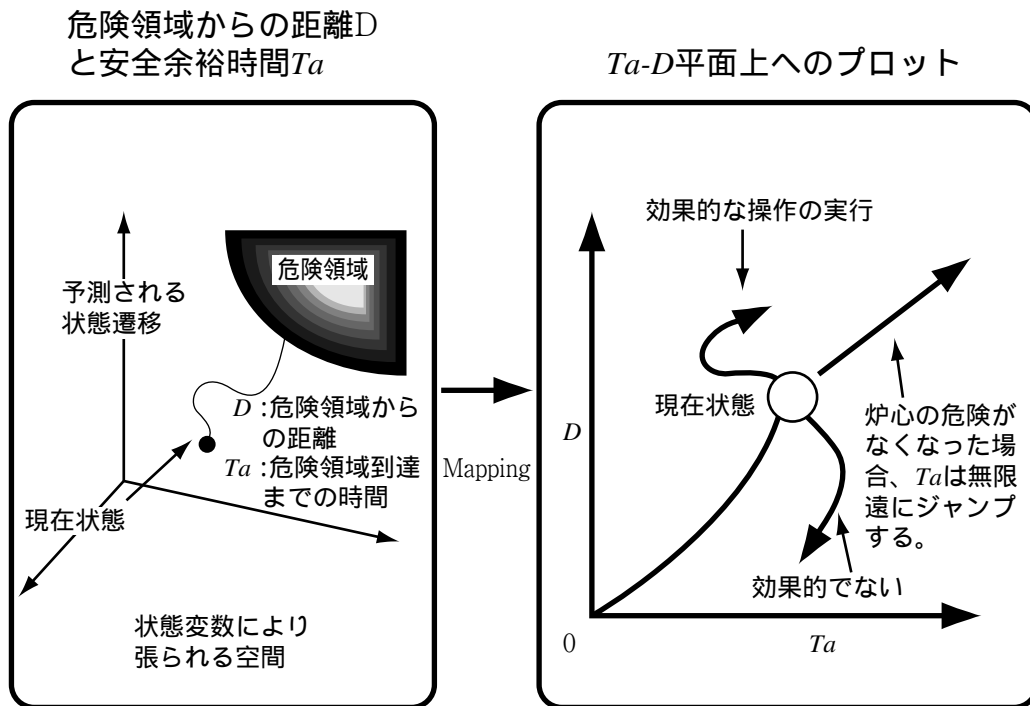 危険領域からの距離D
と安全余裕時間Ta
Ta-D平面上へのプロット
危険領域
予測される
状態遷移
D :危険領域から
の距離
Ta :危険領域到達
までの時間
現在状態
状態変数により
張られる空間
Mapping
効果的な操作の実行
現在状態
D
炉心の危険が
なくなった場
合、Taは無限
遠にジャンプ
する。
効果的でない
0
Ta